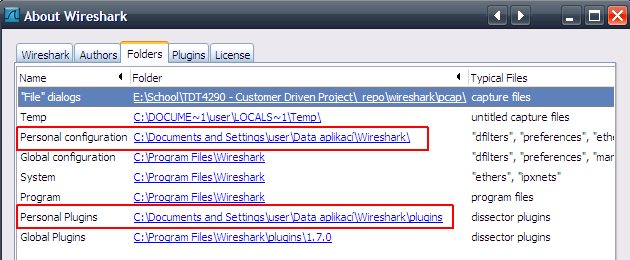 About Wireshark
Wireshark Authors Folders Plugins License
Name Folder Typical Files
"File" dialogs E:\School\TDT4290 - Customer Driven Project\_repo\wireshark\pcap\ capture files
Temp C:\DOCUME~1\user\LOCALS~1\Temp\ untitled capture files
Personal configuration C:\Documents and Settings\user\Data aplikací\Wireshark\ "dfilters", "preferences", "ethe
Global configuration C:\Program Files\Wireshark "dfilters", "preferences", "man
System C:\Program Files\Wireshark "ethers", "ipxnets"
Program C:\Program Files\Wireshark program files
Personal Plugins C:\Documents and Settings\user\Data aplikací\Wireshark\plugins dissector plugins
Global Plugins C:\Program Files\Wireshark\plugins\1.7.0 dissector plugins